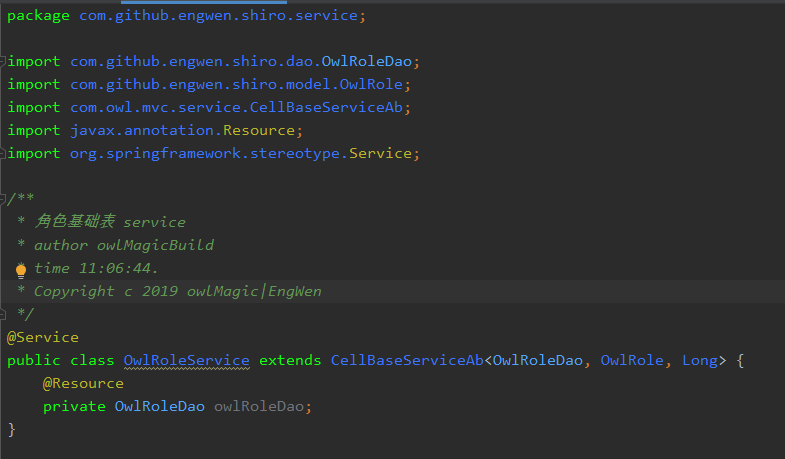 package com.github.engwen.shiro.service;
import com.github.engwen.shiro.dao.OwlRoleDao;
import com.github.engwen.shiro.model.OwlRole;
import com.owl.mvc.service.CellBaseServiceAb;
import javax.annotation.Resource;
import org.springframework.stereotype.Service;
/**
 * 角色基础表 service
 * author owlMagicBuild
   time 11:06:44.
 * Copyright c 2019 owlMagic|EngWen
 */
@Service
public class OwlRoleService extends CellBaseServiceAb<OwlRoleDao, OwlRole, Long> {
    @Resource
    private OwlRoleDao owlRoleDao;
}